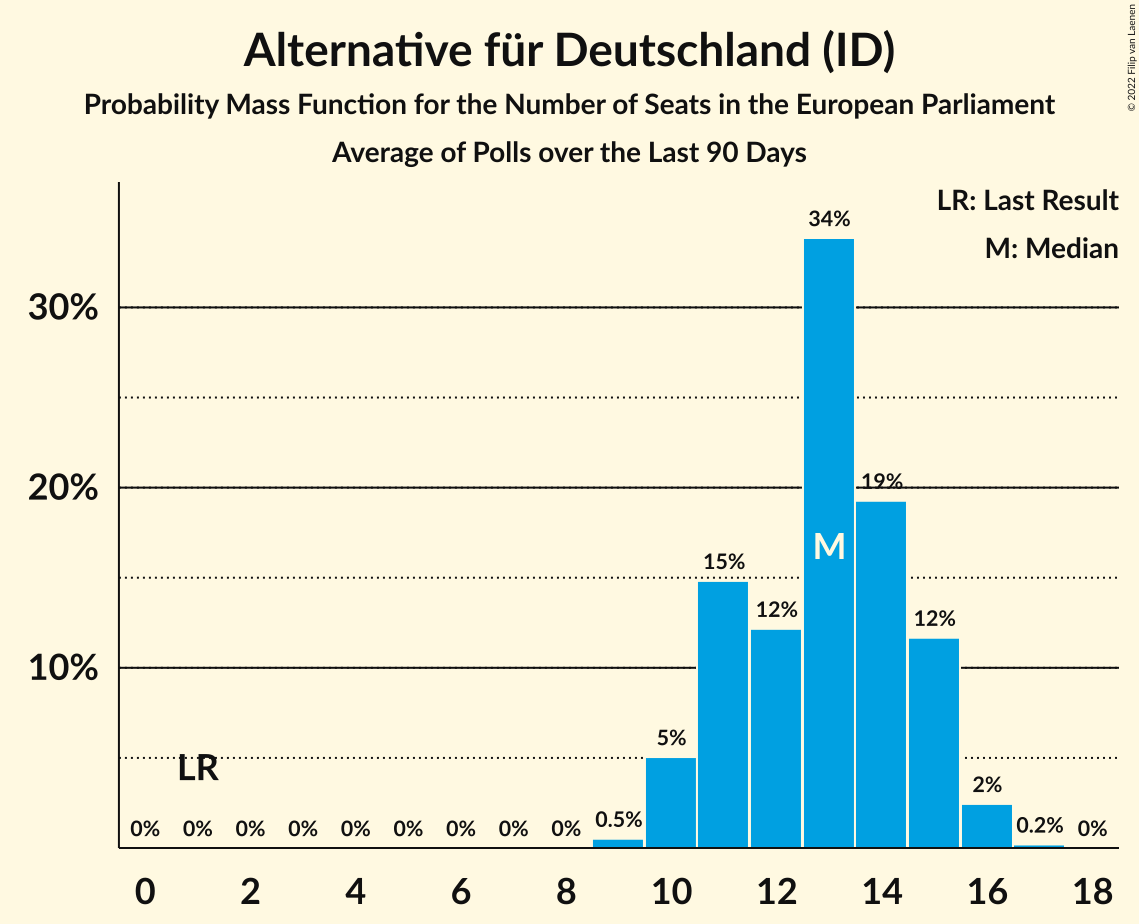 Alternative für Deutschland (ID)
Probability Mass Function for the Number of Seats in the European Parliament
Average of Polls over the Last 90 Days
© 2022 Filip van Laenen
LR: Last Result
M: Median
34%
30%
20%
19%
M
15%
12%
12%
10%
5%
LR
2%
0% 0% 0% 0% 0% 0% 0% 0% 0% 0.5% 0.2% 0%
0 2 4 6 8 10 12 14 16 18